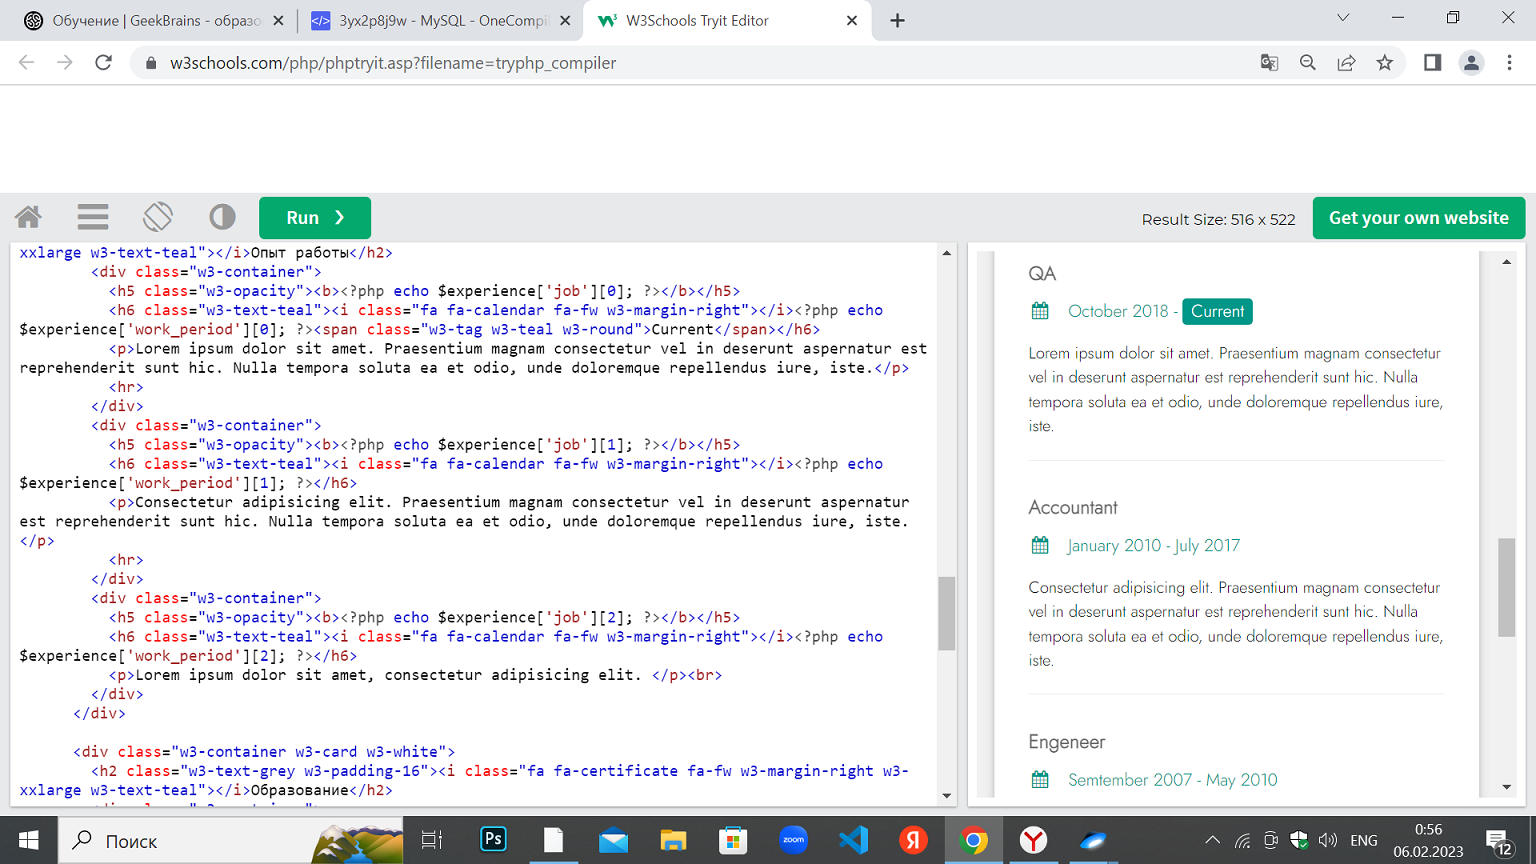 Обучение | GeekBrains - образо
3yx2p8j9w - MySQL - OneCompil
W3Schools Tryit Editor
w3schools.com/php/phptryit.asp?filename=tryphp_compiler
Run ❯
Result Size: 516 x 522
Get your own website
xxlarge w3-text-teal"></i>Опыт работы</h2>
<div class="w3-container">
<h5 class="w3-opacity"><b><?php echo $experience['job'][0]; ?></b></h5>
<h6 class="w3-text-teal"><i class="fa fa-calendar fa-fw w3-margin-right"></i><?php echo
$experience['work_period'][0]; ?><span class="w3-tag w3-teal w3-round">Current</span></h6>
<p>Lorem ipsum dolor sit amet. Praesentium magnam consectetur vel in deserunt aspernatur est
reprehenderit sunt hic. Nulla tempora soluta ea et odio, unde doloremque repellendus iure, iste.</p>
<hr>
</div>
<div class="w3-container">
<h5 class="w3-opacity"><b><?php echo $experience['job'][1]; ?></b></h5>
<h6 class="w3-text-teal"><i class="fa fa-calendar fa-fw w3-margin-right"></i><?php echo
$experience['work_period'][1]; ?></h6>
<p>Consectetur adipisicing elit. Praesentium magnam consectetur vel in deserunt aspernatur
est reprehenderit sunt hic. Nulla tempora soluta ea et odio, unde doloremque repellendus iure, iste.
</p>
<hr>
</div>
<div class="w3-container">
<h5 class="w3-opacity"><b><?php echo $experience['job'][2]; ?></b></h5>
<h6 class="w3-text-teal"><i class="fa fa-calendar fa-fw w3-margin-right"></i><?php echo
$experience['work_period'][2]; ?></h6>
<p>Lorem ipsum dolor sit amet, consectetur adipisicing elit. </p><br>
</div>
</div>
<div class="w3-container w3-card w3-white">
<h2 class="w3-text-grey w3-padding-16"><i class="fa fa-certificate fa-fw w3-margin-right w3-
xxlarge w3-text-teal"></i>Образование</h2>
QA
October 2018 - Current
Lorem ipsum dolor sit amet. Praesentium magnam consectetur
vel in deserunt aspernatur est reprehenderit sunt hic. Nulla
tempora soluta ea et odio, unde doloremque repellendus iure,
iste.
Accountant
January 2010 - July 2017
Consectetur adipisicing elit. Praesentium magnam consectetur
vel in deserunt aspernatur est reprehenderit sunt hic. Nulla
tempora soluta ea et odio, unde doloremque repellendus iure,
iste.
Engeneer
Semtember 2007 - May 2010
Поиск
Ps
zoom
Я
Y
ENG
0:56
06.02.2023
12